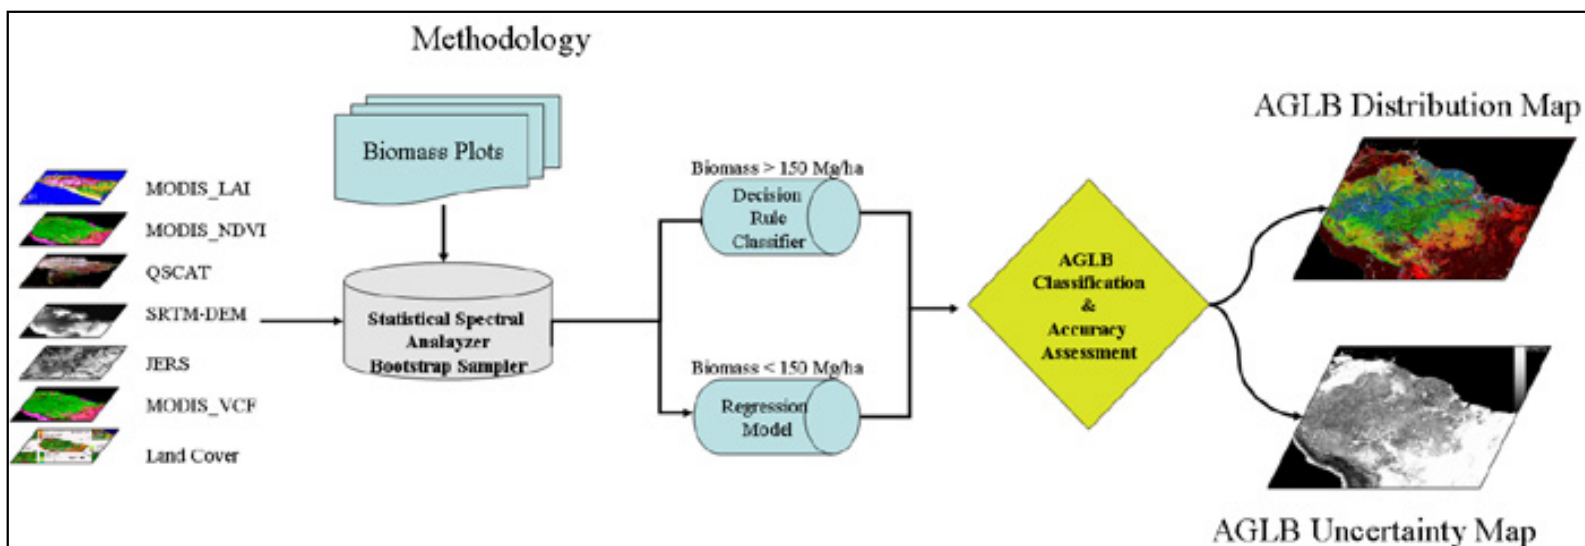 Methodology
Biomass Plots
MODIS_LAI
MODIS_NDVI
QSCAT
SRTM-DEM
JERS
MODIS_VCF
Land Cover
Statistical Spectral
Analayzer
Bootstrap Sampler
Biomass > 150 Mg/ha
Decision
Rule
Classifier
Biomass < 150 Mg/ha
Regression
Model
AGLB
Classification
&
Accuracy
Assessment
AGLB Distribution Map
AGLB Uncertainty Map